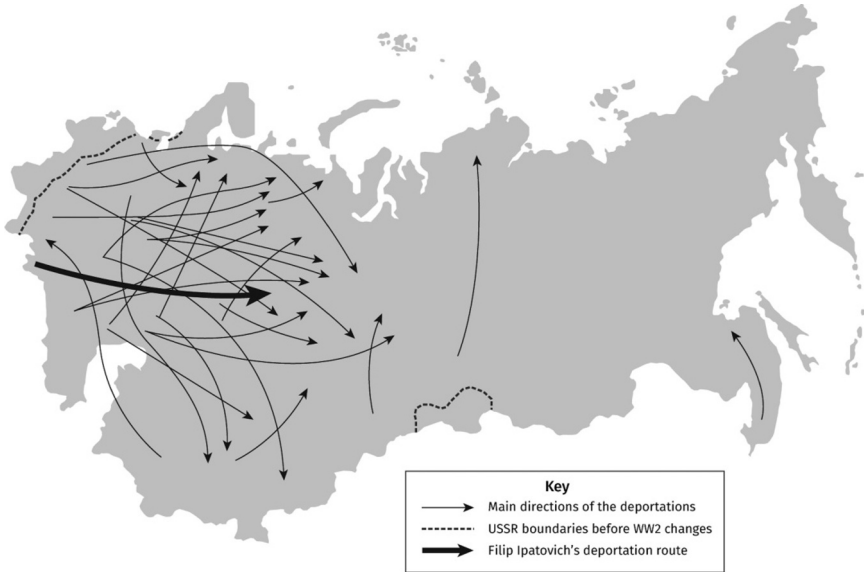 Key
Main directions of the deportations
USSR boundaries before WW2 changes
Filip Ipatovich's deportation route